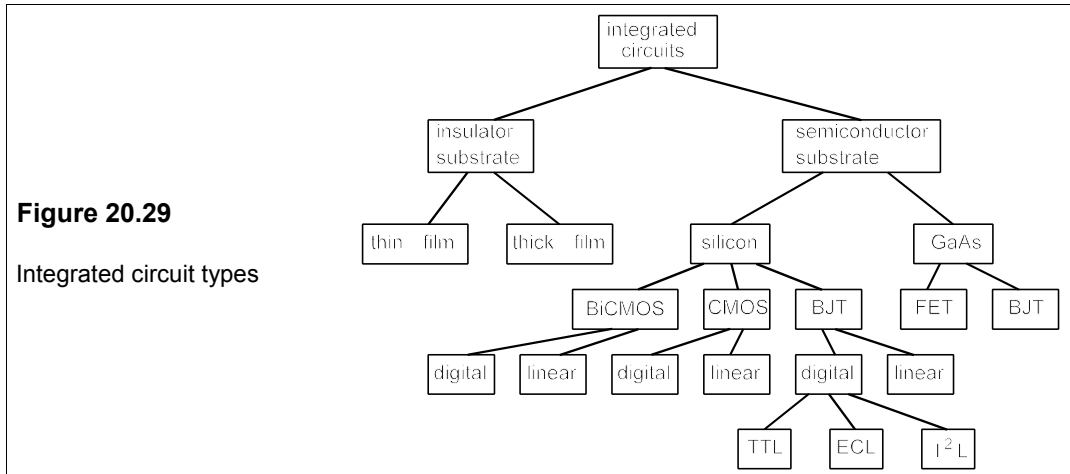 integrated
circuits
insulator
substrate
semiconductor
substrate
Figure 20.29
Integrated circuit types
thin film
thick film
silicon
GaAs
BiCMOS
CMOS
BJT
FET
BJT
digital
linear
digital
linear
digital
linear
TTL
ECL
I²L